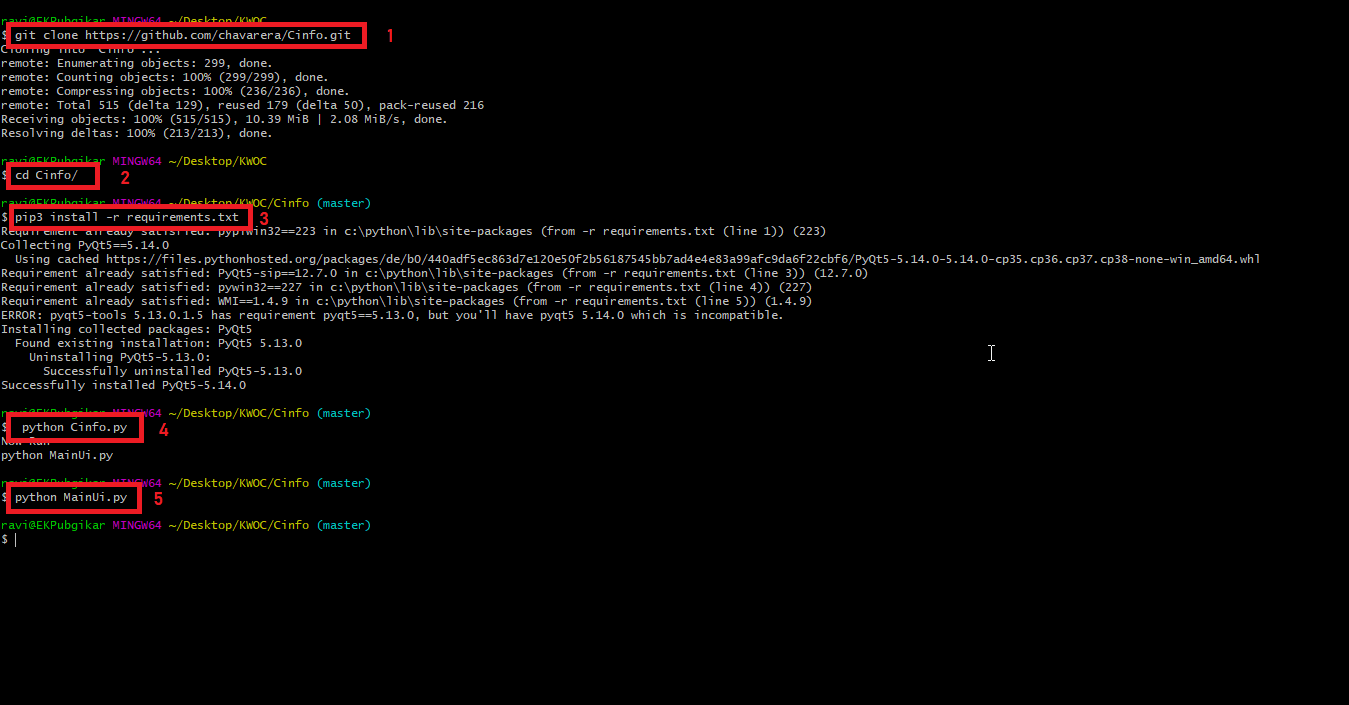 ravi@EKPubgikar MINGW64 ~/Desktop/KWOC
$ git clone https://github.com/chavarera/Cinfo.git 1
Cloning into 'Cinfo'...
remote: Enumerating objects: 299, done.
remote: Counting objects: 100% (299/299), done.
remote: Compressing objects: 100% (236/236), done.
remote: Total 515 (delta 129), reused 179 (delta 50), pack-reused 216
Receiving objects: 100% (515/515), 10.39 MiB | 2.08 MiB/s, done.
Resolving deltas: 100% (213/213), done.
ravi@EKPubgikar MINGW64 ~/Desktop/KWOC
$ cd Cinfo/ 2
ravi@EKPubgikar MINGW64 ~/Desktop/KWOC/Cinfo (master)
$ pip3 install -r requirements.txt 3
Requirement already satisfied: pypiwin32==223 in c:\python\lib\site-packages (from -r requirements.txt (line 1)) (223)
Collecting PyQt5==5.14.0
Using cached https://files.pythonhosted.org/packages/de/b0/440adf5ec863d7e120e50f2b56187545bb7ad4e4e83a99afc9da6f22cbf6/PyQt5-5.14.0-5.14.0-cp35.cp36.cp37.cp38-none-win_amd64.whl
Requirement already satisfied: PyQt5-sip==12.7.0 in c:\python\lib\site-packages (from -r requirements.txt (line 3)) (12.7.0)
Requirement already satisfied: pywin32==227 in c:\python\lib\site-packages (from -r requirements.txt (line 4)) (227)
Requirement already satisfied: WMI==1.4.9 in c:\python\lib\site-packages (from -r requirements.txt (line 5)) (1.4.9)
ERROR: pyqt5-tools 5.13.0.1.5 has requirement pyqt5==5.13.0, but you'll have pyqt5 5.14.0 which is incompatible.
Installing collected packages: PyQt5
Found existing installation: PyQt5 5.13.0
Uninstalling PyQt5-5.13.0:
Successfully uninstalled PyQt5-5.13.0
Successfully installed PyQt5-5.14.0
ravi@EKPubgikar MINGW64 ~/Desktop/KWOC/Cinfo (master)
$ python Cinfo.py 4
Now Run
python MainUi.py
ravi@EKPubgikar MINGW64 ~/Desktop/KWOC/Cinfo (master)
$ python MainUi.py 5
ravi@EKPubgikar MINGW64 ~/Desktop/KWOC/Cinfo (master)
$